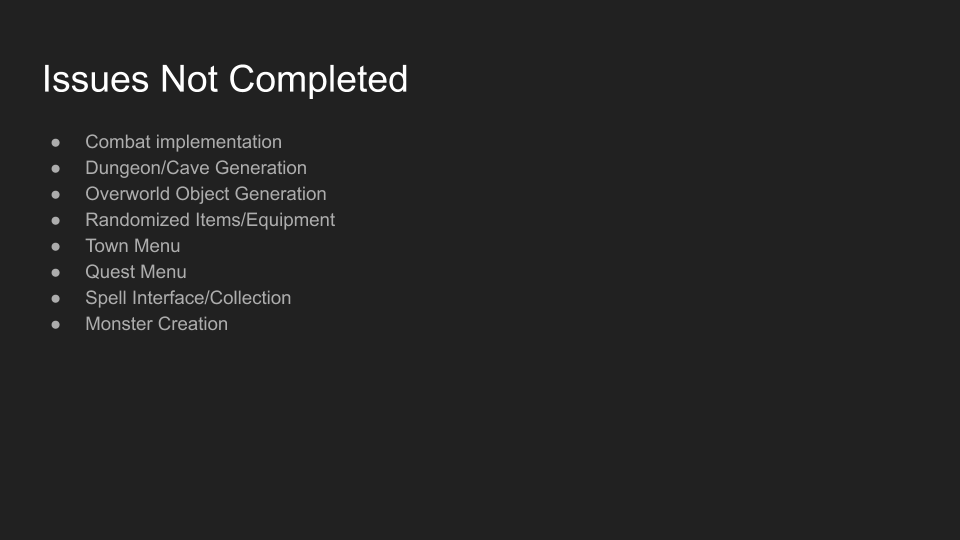 Issues Not Completed
● Combat implementation
● Dungeon/Cave Generation
● Overworld Object Generation
● Randomized Items/Equipment
● Town Menu
● Quest Menu
● Spell Interface/Collection
● Monster Creation